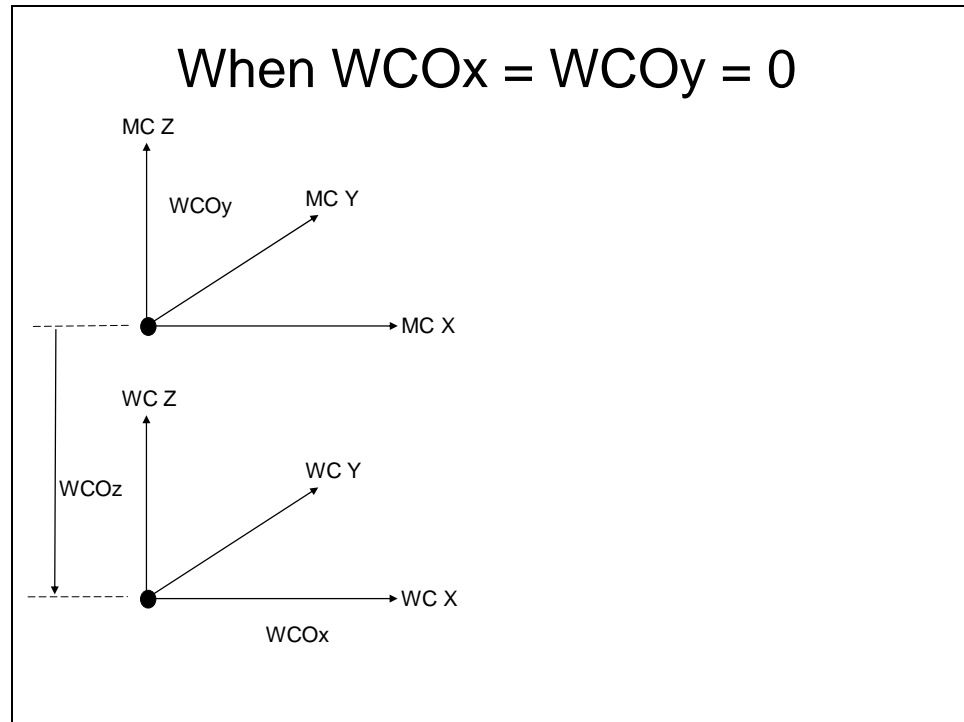 When WCOx = WCOy = 0
MC Z
WCOy
MC Y
MC X
WC Z
WC Y
WCOz
WC X
WCOx